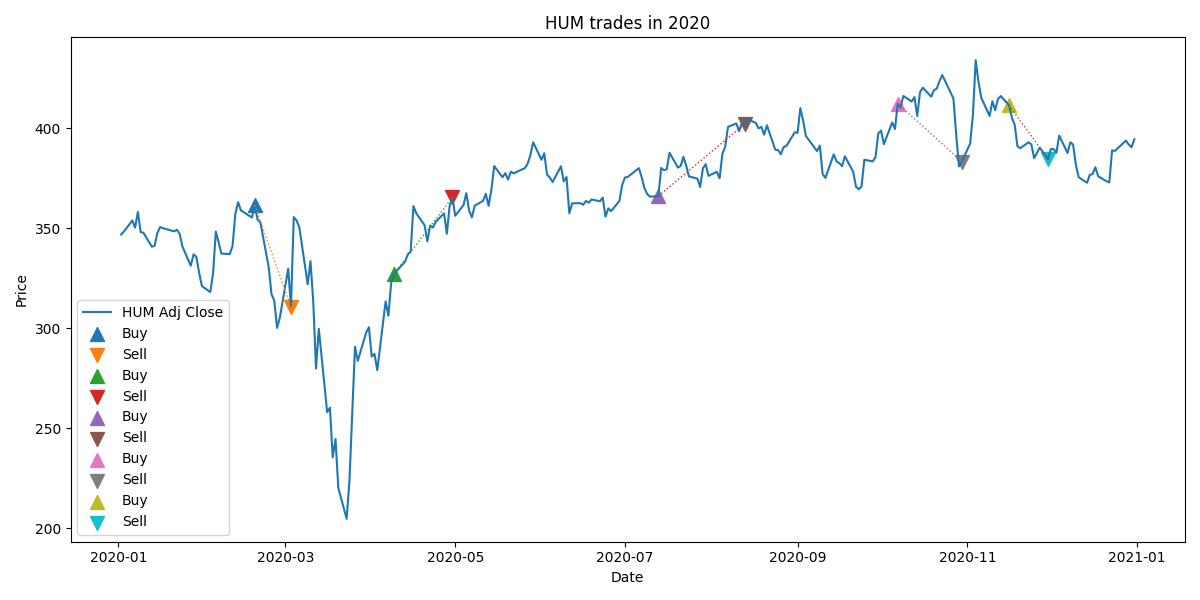 HUM trades in 2020
Price
400
350
300
250
200
HUM Adj Close
Buy
Sell
Buy
Sell
Buy
Sell
Buy
Sell
Buy
Sell
2020-01
2020-03
2020-05
2020-07
2020-09
2020-11
2021-01
Date